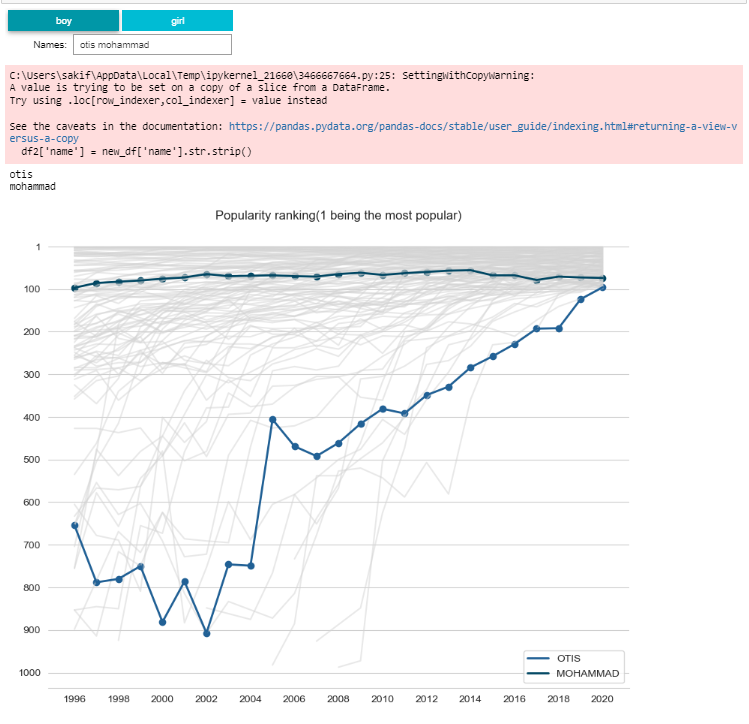 boy girl
Names: otis mohammad
C:\Users\sakif\AppData\Local\Temp\ipykernel_21660\3466667664.py:25: SettingWithCopyWarning:
A value is trying to be set on a copy of a slice from a DataFrame.
Try using .loc[row_indexer,col_indexer] = value instead
See the caveats in the documentation: https://pandas.pydata.org/pandas-docs/stable/user_guide/indexing.html#returning-a-view-v
ersus-a-copy
df2['name'] = new_df['name'].str.strip()
otis
mohammad
Popularity ranking(1 being the most popular)
1
100
200
300
400
500
600
700
800
900
1000
OTIS
MOHAMMAD
1996 1998 2000 2002 2004 2006 2008 2010 2012 2014 2016 2018 2020